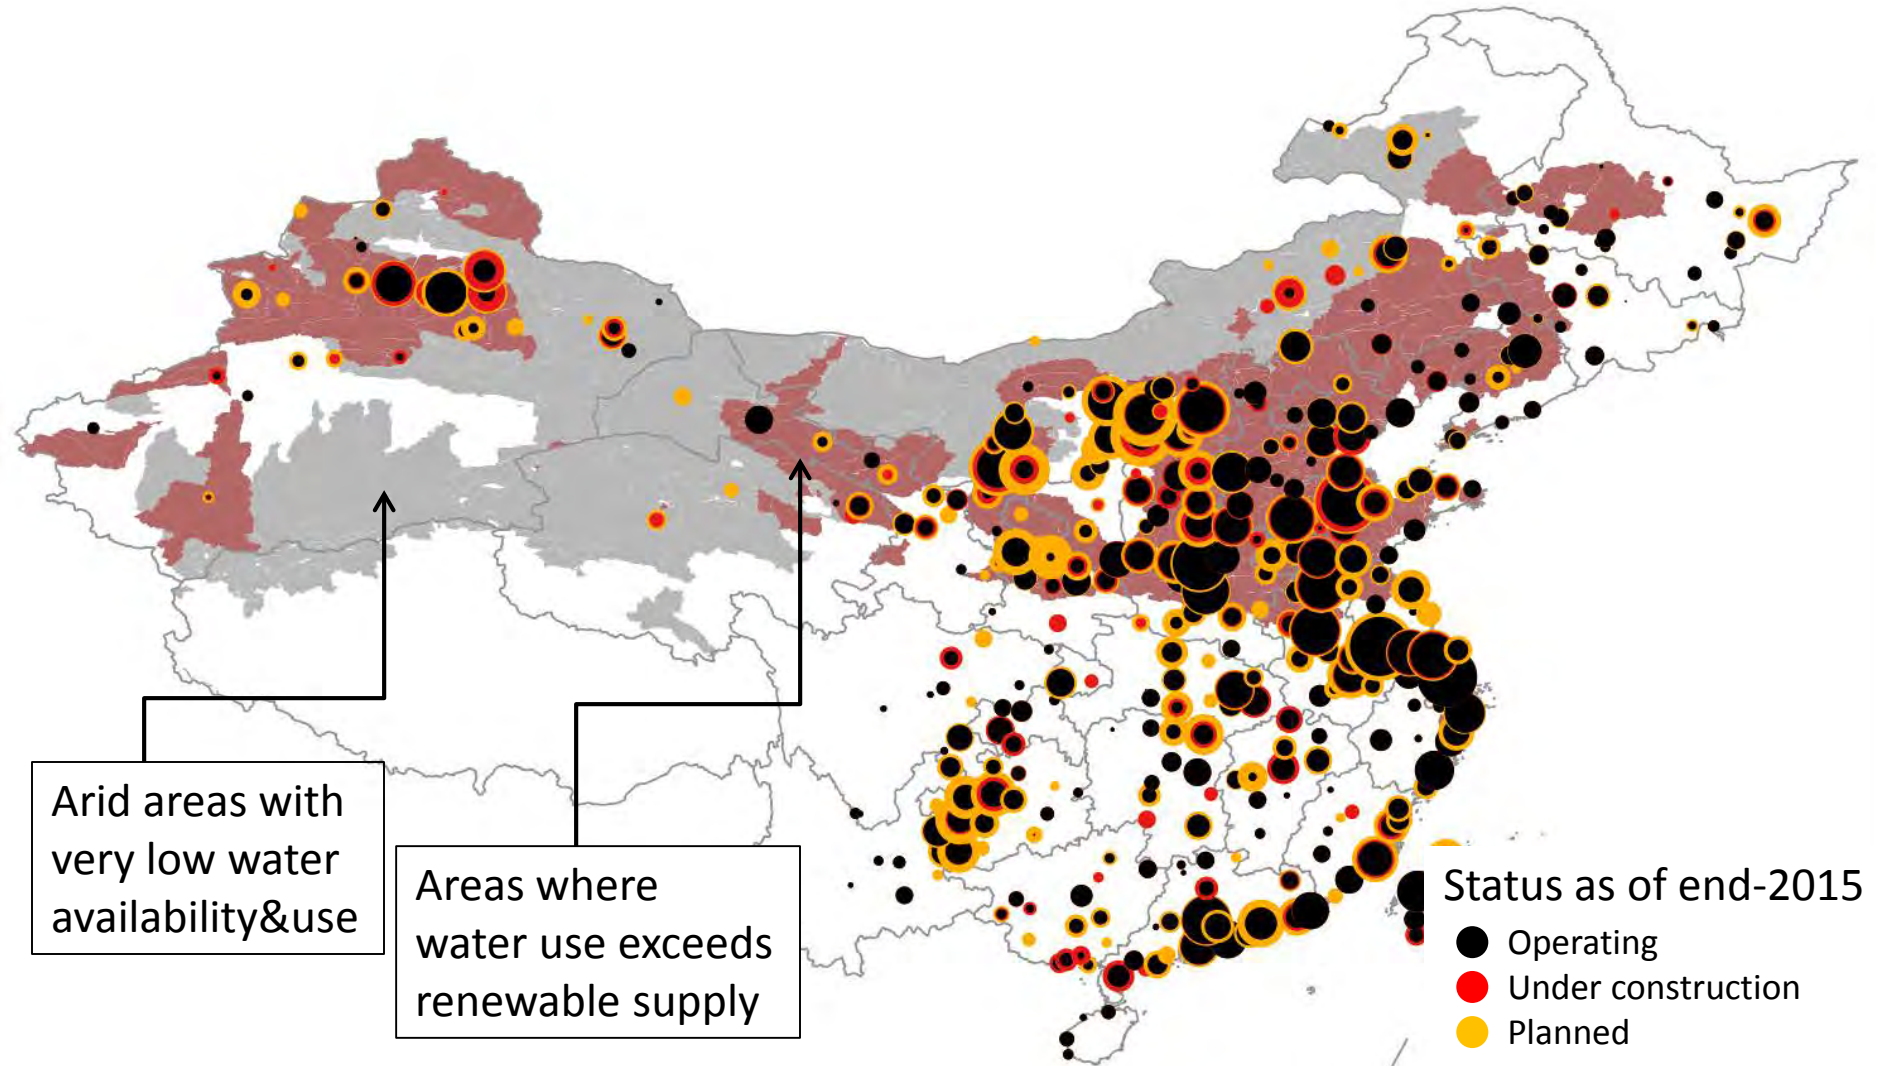 Arid areas with
very low water
availability&use
Areas where
water use exceeds
renewable supply
Status as of end-2015
Operating
Under construction
Planned